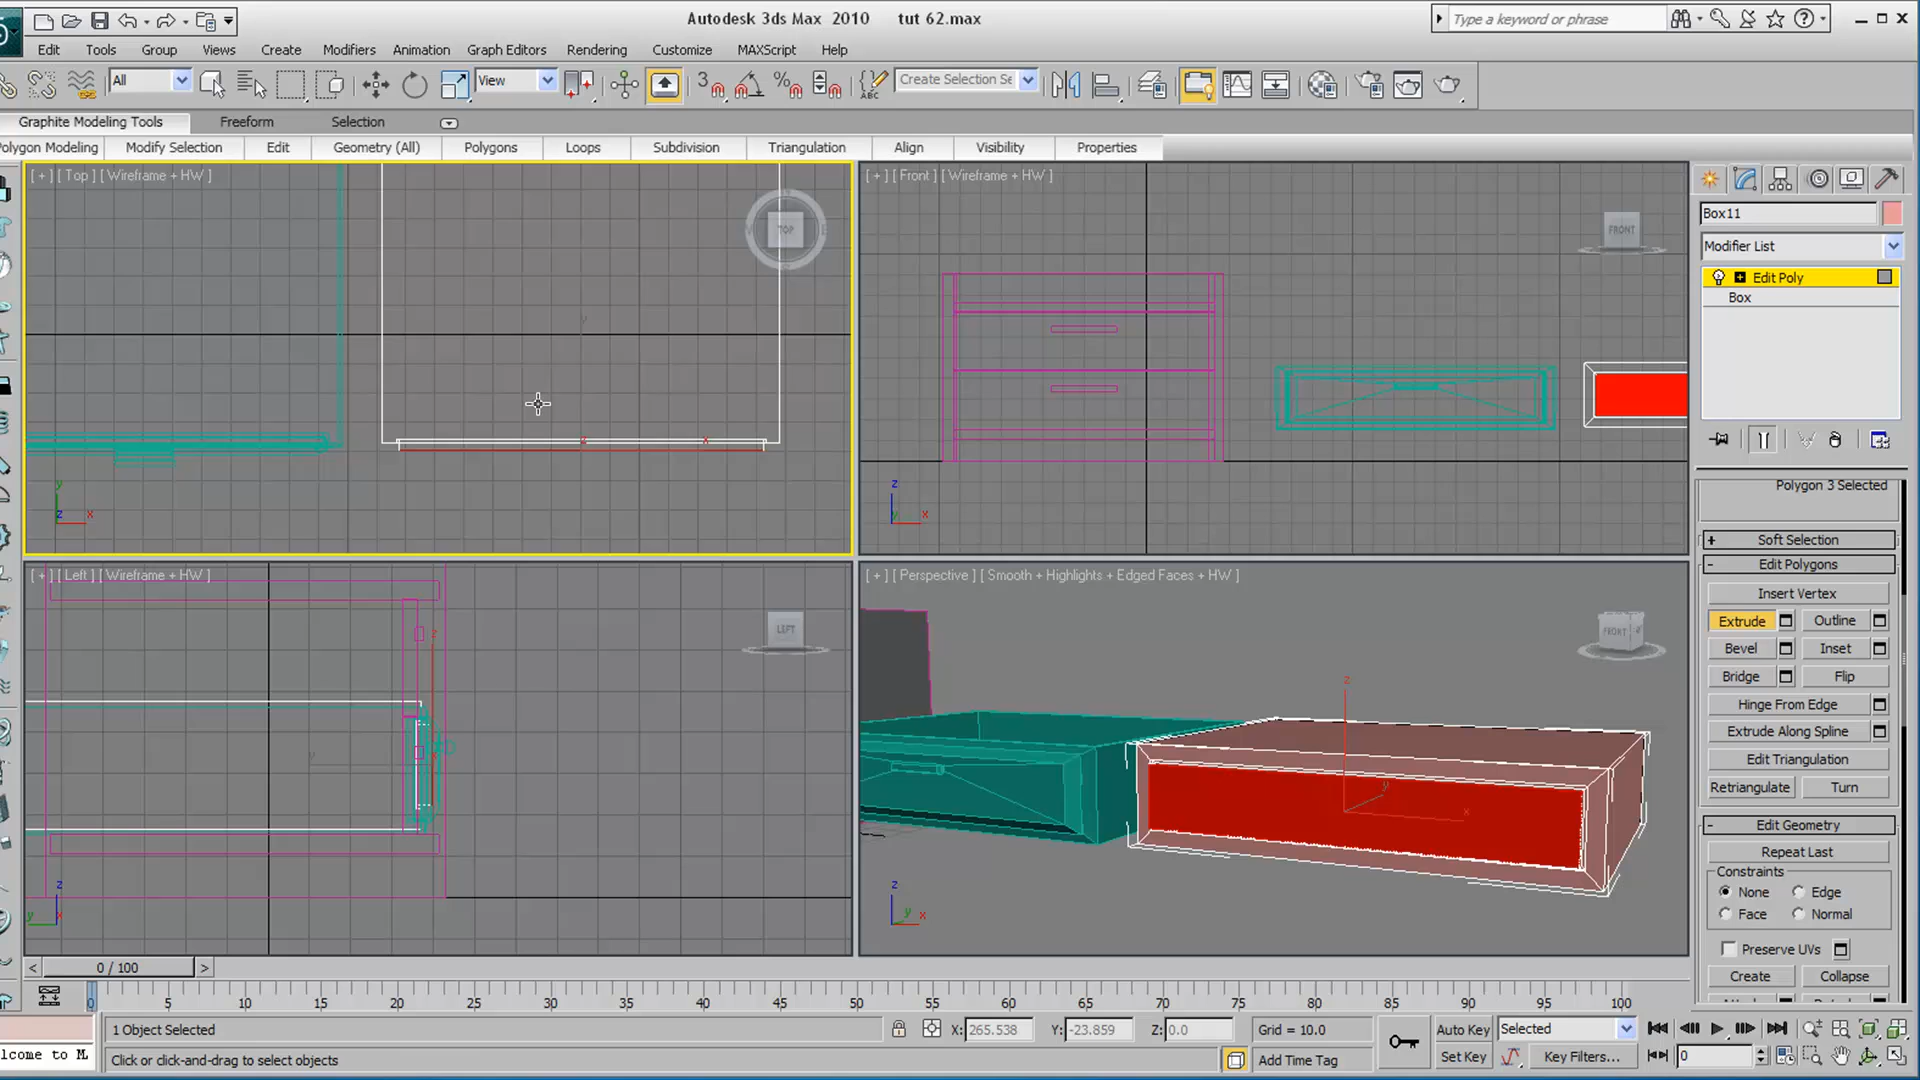 Autodesk 3ds Max 2010 tut 62.max
Type a keyword or phrase
Edit Tools Group Views Create Modifiers Animation Graph Editors Rendering Customize MAXScript Help
All View 3 Create Selection Se
ABC
Graphite Modeling Tools Freeform Selection
Polygon Modeling Modify Selection Edit Geometry (All) Polygons Loops Subdivision Triangulation Align Visibility Properties
[ + ] [ Top ] [ Wireframe + HW ]
TOP
y
x x
y
z x
[ + ] [ Front ] [ Wireframe + HW ]
FRONT
z
y x
[ + ] [ Left ] [ Wireframe + HW ]
LEFT
z
y
z
y x
[ + ] [ Perspective ] [ Smooth + Highlights + Edged Faces + HW ]
FRONT
z
y
x
z
y x
Box11
Modifier List
Edit Poly
Box
Polygon 3 Selected
+ Soft Selection
- Edit Polygons
Insert Vertex
Extrude Outline
Bevel Inset
Bridge Flip
Hinge From Edge
Extrude Along Spline
Edit Triangulation
Retriangulate Turn
- Edit Geometry
Repeat Last
Constraints
None Edge
Face Normal
Preserve UVs
Create Collapse
< 0 / 100 >
0 5 10 15 20 25 30 35 40 45 50 55 60 65 70 75 80 85 90 95 100
1 Object Selected X: 265.538 Y: -23.859 Z: 0.0 Grid = 10.0 Auto Key Selected
lcome to M Click or click-and-drag to select objects Add Time Tag Set Key Key Filters... 0